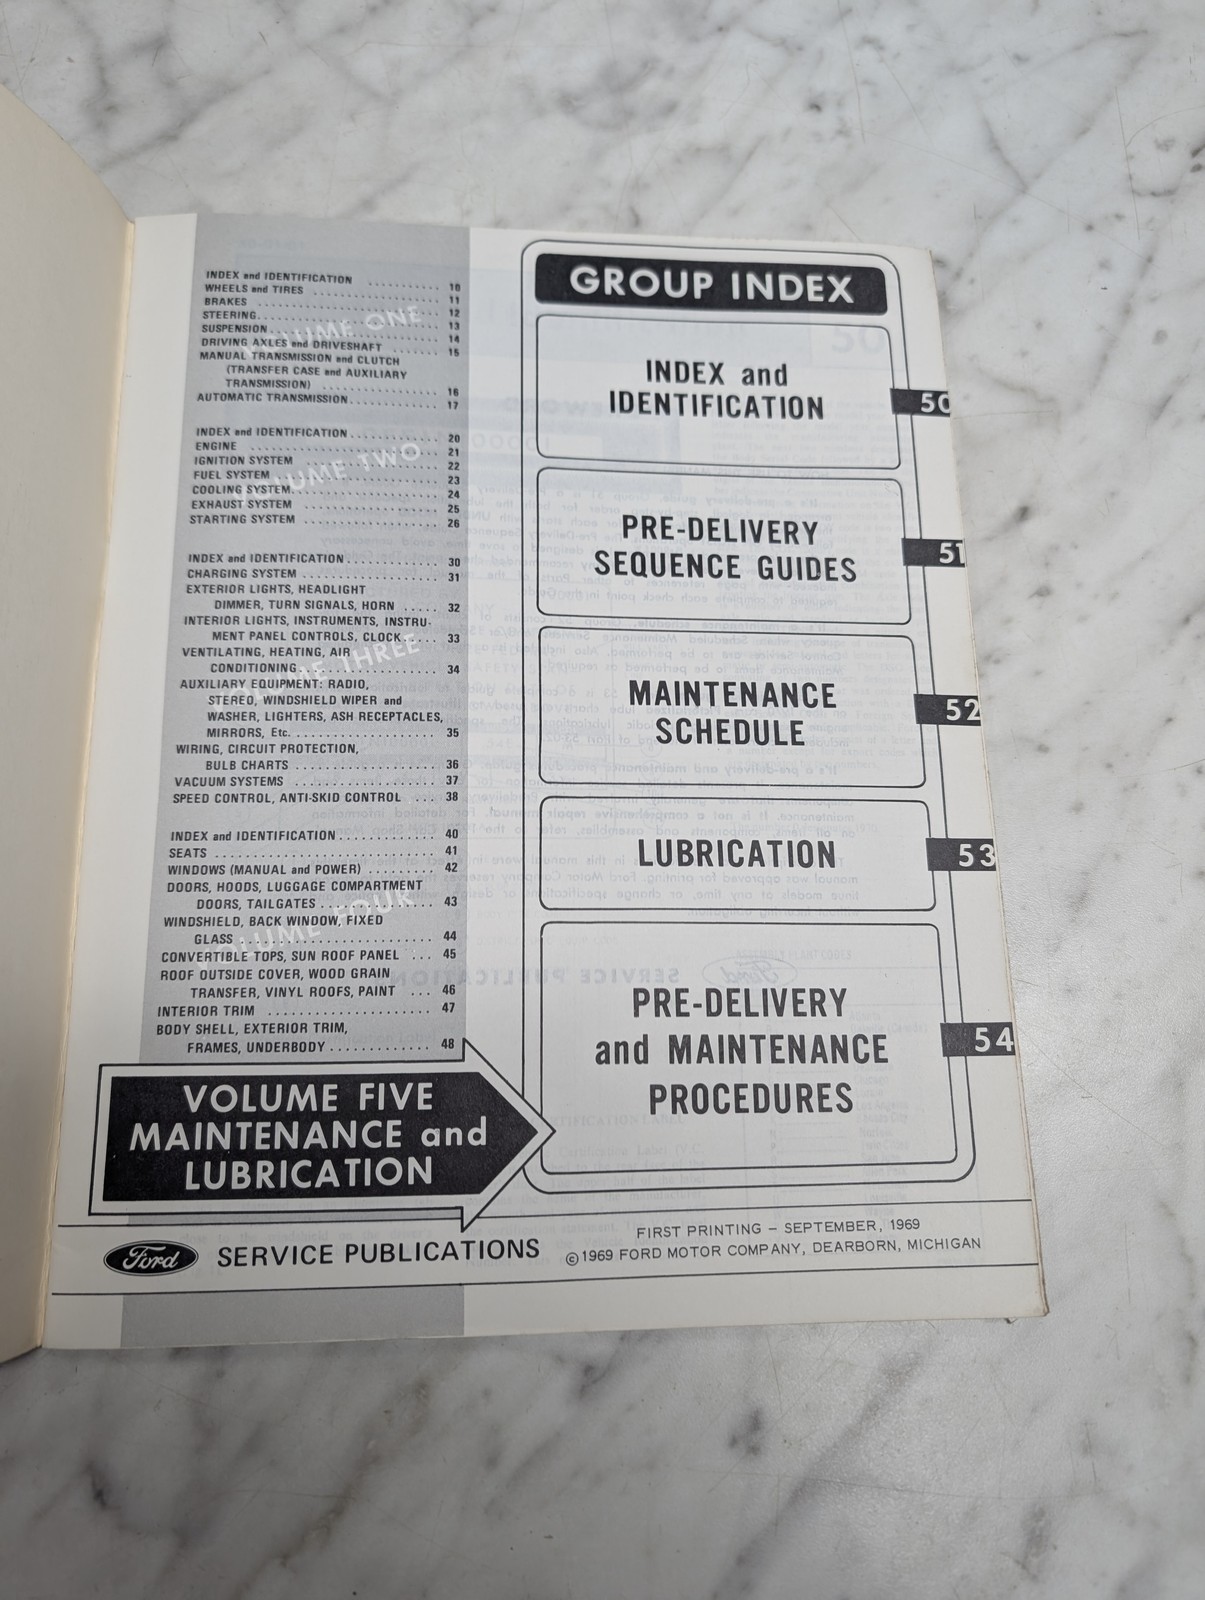 INDEX and IDENTIFICATION .......... 10
WHEELS and TIRES .......... 11
BRAKES .......... 12
STEERING .......... 13
SUSPENSION .......... 14
DRIVING AXLES and DRIVESHAFT .......... 15
MANUAL TRANSMISSION and CLUTCH
(TRANSFER CASE and AUXILIARY
TRANSMISSION) .......... 16
AUTOMATIC TRANSMISSION .......... 17
VOLUME ONE
INDEX and IDENTIFICATION .......... 20
ENGINE .......... 21
IGNITION SYSTEM .......... 22
FUEL SYSTEM .......... 23
COOLING SYSTEM .......... 24
EXHAUST SYSTEM .......... 25
STARTING SYSTEM .......... 26
VOLUME TWO
INDEX and IDENTIFICATION .......... 30
CHARGING SYSTEM .......... 31
EXTERIOR LIGHTS, HEADLIGHT
DIMMER, TURN SIGNALS, HORN ..... 32
INTERIOR LIGHTS, INSTRUMENTS, INSTRU-
MENT PANEL CONTROLS, CLOCK ..... 33
VENTILATING, HEATING, AIR
CONDITIONING .......... 34
AUXILIARY EQUIPMENT: RADIO,
STEREO, WINDSHIELD WIPER and
WASHER, LIGHTERS, ASH RECEPTACLES,
MIRRORS, Etc. .......... 35
WIRING, CIRCUIT PROTECTION,
BULB CHARTS .......... 36
VACUUM SYSTEMS .......... 37
SPEED CONTROL, ANTI-SKID CONTROL ... 38
VOLUME THREE
INDEX and IDENTIFICATION .......... 40
SEATS .......... 41
WINDOWS (MANUAL and POWER) .......... 42
DOORS, HOODS, LUGGAGE COMPARTMENT
DOORS, TAILGATES .......... 43
WINDSHIELD, BACK WINDOW, FIXED
GLASS .......... 44
CONVERTIBLE TOPS, SUN ROOF PANEL ... 45
ROOF OUTSIDE COVER, WOOD GRAIN
TRANSFER, VINYL ROOFS, PAINT ... 46
INTERIOR TRIM .......... 47
BODY SHELL, EXTERIOR TRIM,
FRAMES, UNDERBODY .......... 48
VOLUME FOUR
VOLUME FIVE
MAINTENANCE and
LUBRICATION
GROUP INDEX
INDEX and
IDENTIFICATION
50
PRE-DELIVERY
SEQUENCE GUIDES
51
MAINTENANCE
SCHEDULE
52
LUBRICATION
53
PRE-DELIVERY
and MAINTENANCE
PROCEDURES
54
Ford SERVICE PUBLICATIONS
FIRST PRINTING – SEPTEMBER, 1969
©1969 FORD MOTOR COMPANY, DEARBORN, MICHIGAN